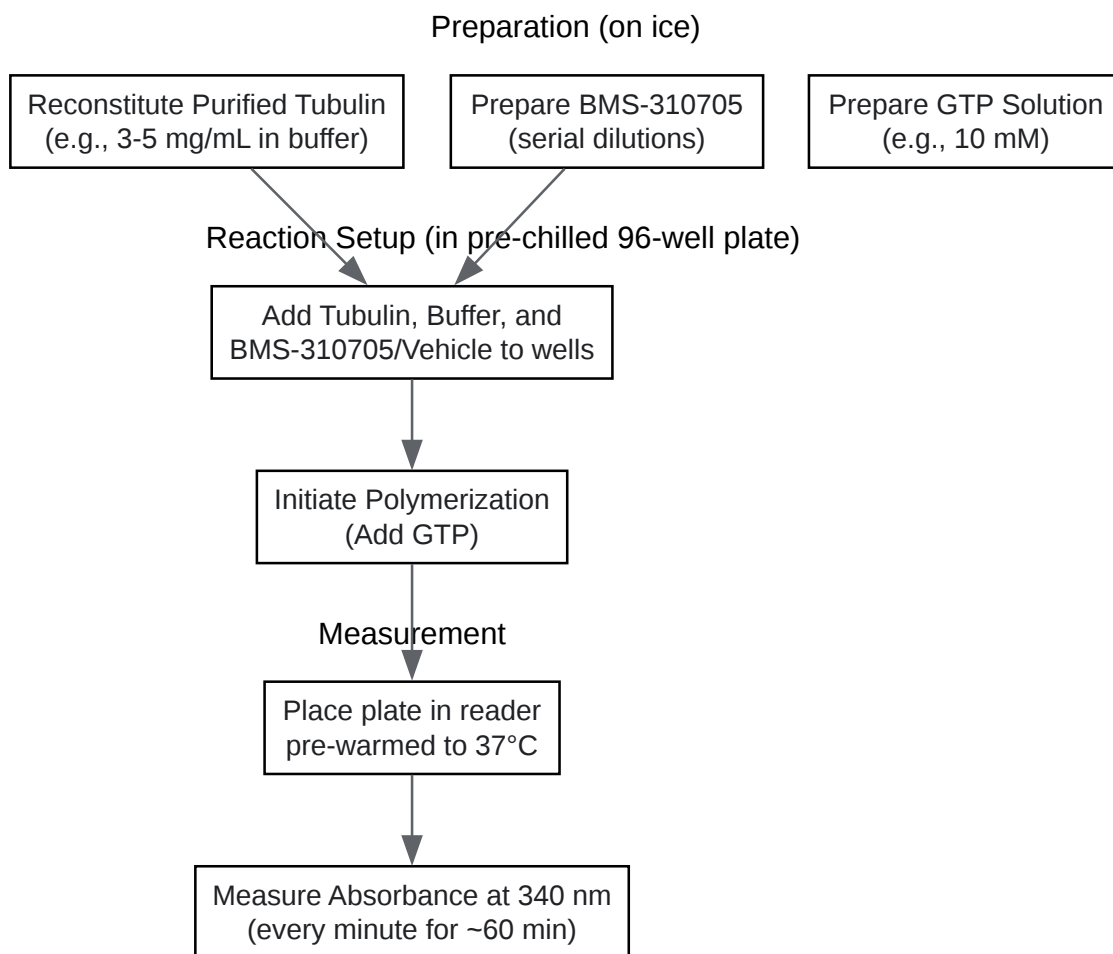 Preparation (on ice)
Reconstitute Purified Tubulin
(e.g., 3-5 mg/mL in buffer)
Prepare BMS-310705
(serial dilutions)
Prepare GTP Solution
(e.g., 10 mM)
Reaction Setup (in pre-chilled 96-well plate)
Add Tubulin, Buffer, and
BMS-310705/Vehicle to wells
Initiate Polymerization
(Add GTP)
Measurement
Place plate in reader
pre-warmed to 37°C
Measure Absorbance at 340 nm
(every minute for ~60 min)